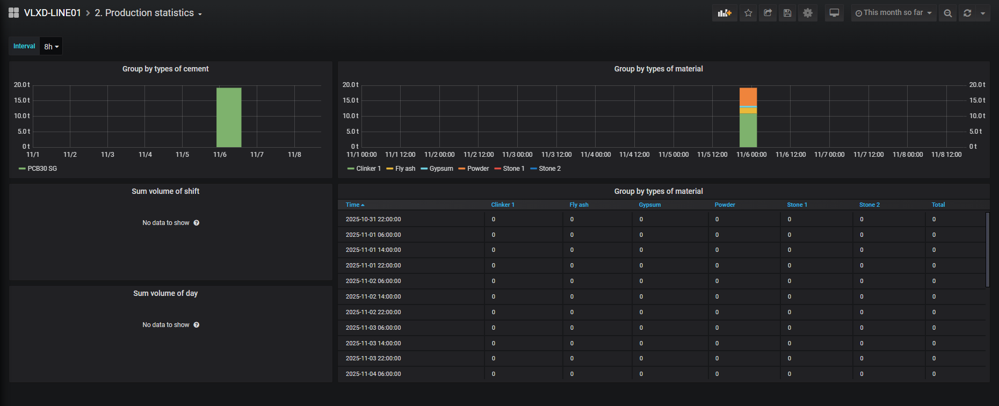 VLXD-LINE01 > 2. Production statistics
This month so far
Interval 8h
Group by types of cement
20.0 t
15.0 t
10.0 t
5.0 t
0 t
11/1 11/2 11/3 11/4 11/5 11/6 11/7 11/8
PCB30 SG
Group by types of material
20.0 t 20.0 t
15.0 t 15.0 t
10.0 t 10.0 t
5.0 t 5.0 t
0 t 0 t
11/1 00:00 11/1 12:00 11/2 00:00 11/2 12:00 11/3 00:00 11/3 12:00 11/4 00:00 11/4 12:00 11/5 00:00 11/5 12:00 11/6 00:00 11/6 12:00 11/7 00:00 11/7 12:00 11/8 00:00 11/8 12:00
Clinker 1 Fly ash Gypsum Powder Stone 1 Stone 2
Sum volume of shift
No data to show
Sum volume of day
No data to show
Group by types of material
Time Clinker 1 Fly ash Gypsum Powder Stone 1 Stone 2 Total
2025-10-31 22:00:00 0 0 0 0 0 0 0
2025-11-01 06:00:00 0 0 0 0 0 0 0
2025-11-01 14:00:00 0 0 0 0 0 0 0
2025-11-01 22:00:00 0 0 0 0 0 0 0
2025-11-02 06:00:00 0 0 0 0 0 0 0
2025-11-02 14:00:00 0 0 0 0 0 0 0
2025-11-02 22:00:00 0 0 0 0 0 0 0
2025-11-03 06:00:00 0 0 0 0 0 0 0
2025-11-03 14:00:00 0 0 0 0 0 0 0
2025-11-03 22:00:00 0 0 0 0 0 0 0
2025-11-04 06:00:00 0 0 0 0 0 0 0